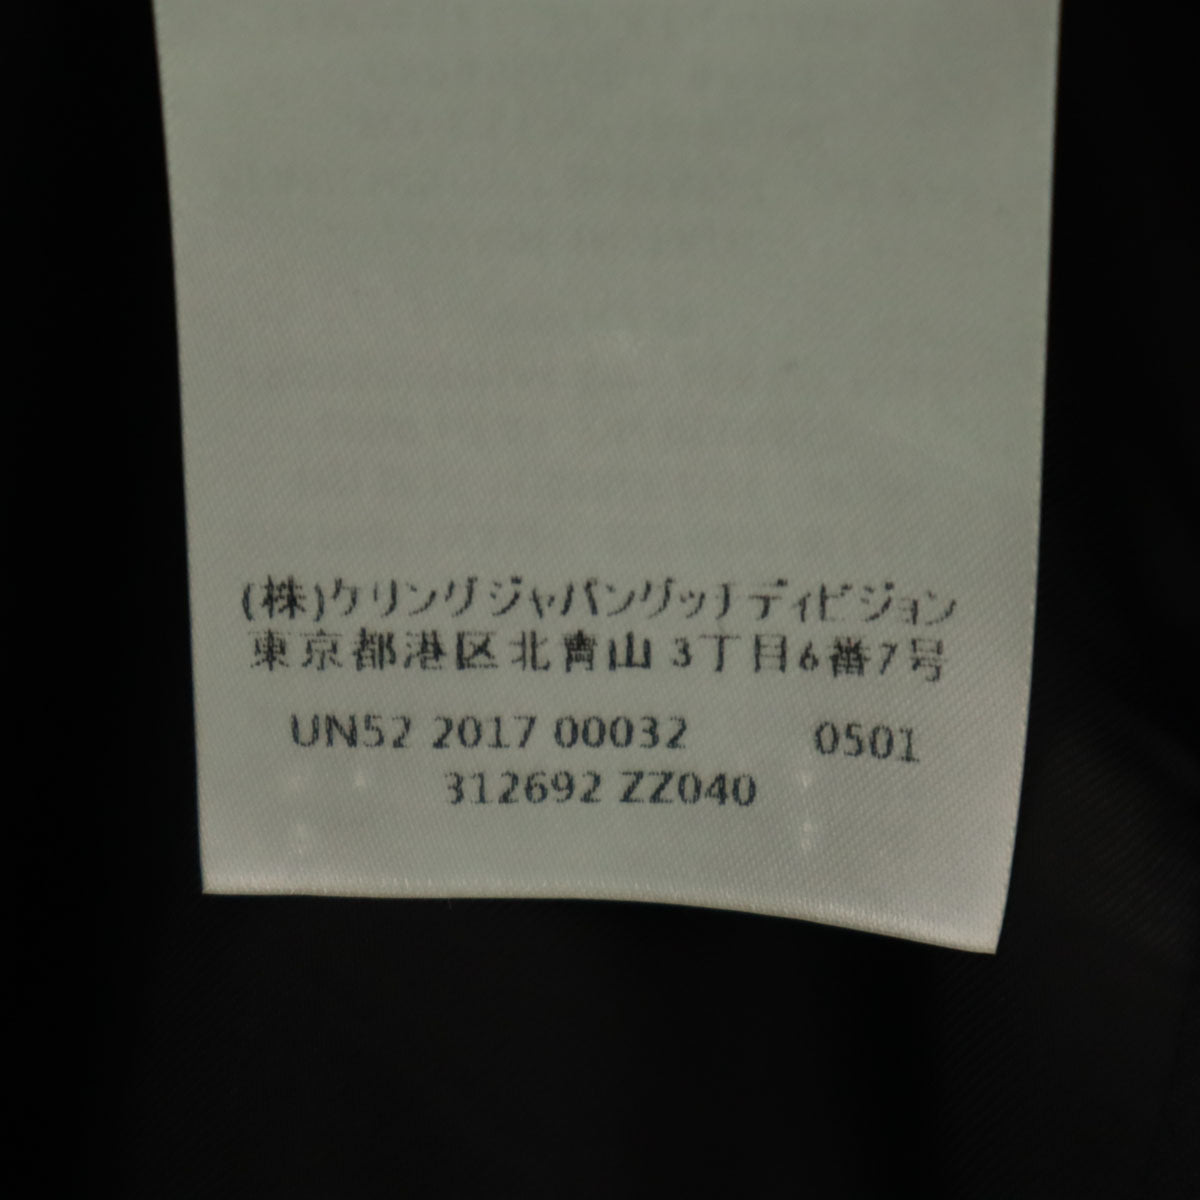 (株)ケリングジャパングッチディビジョン
東京都港区北青山3丁目6番7号
UN52 2017 00032 0501
312692 ZZ040